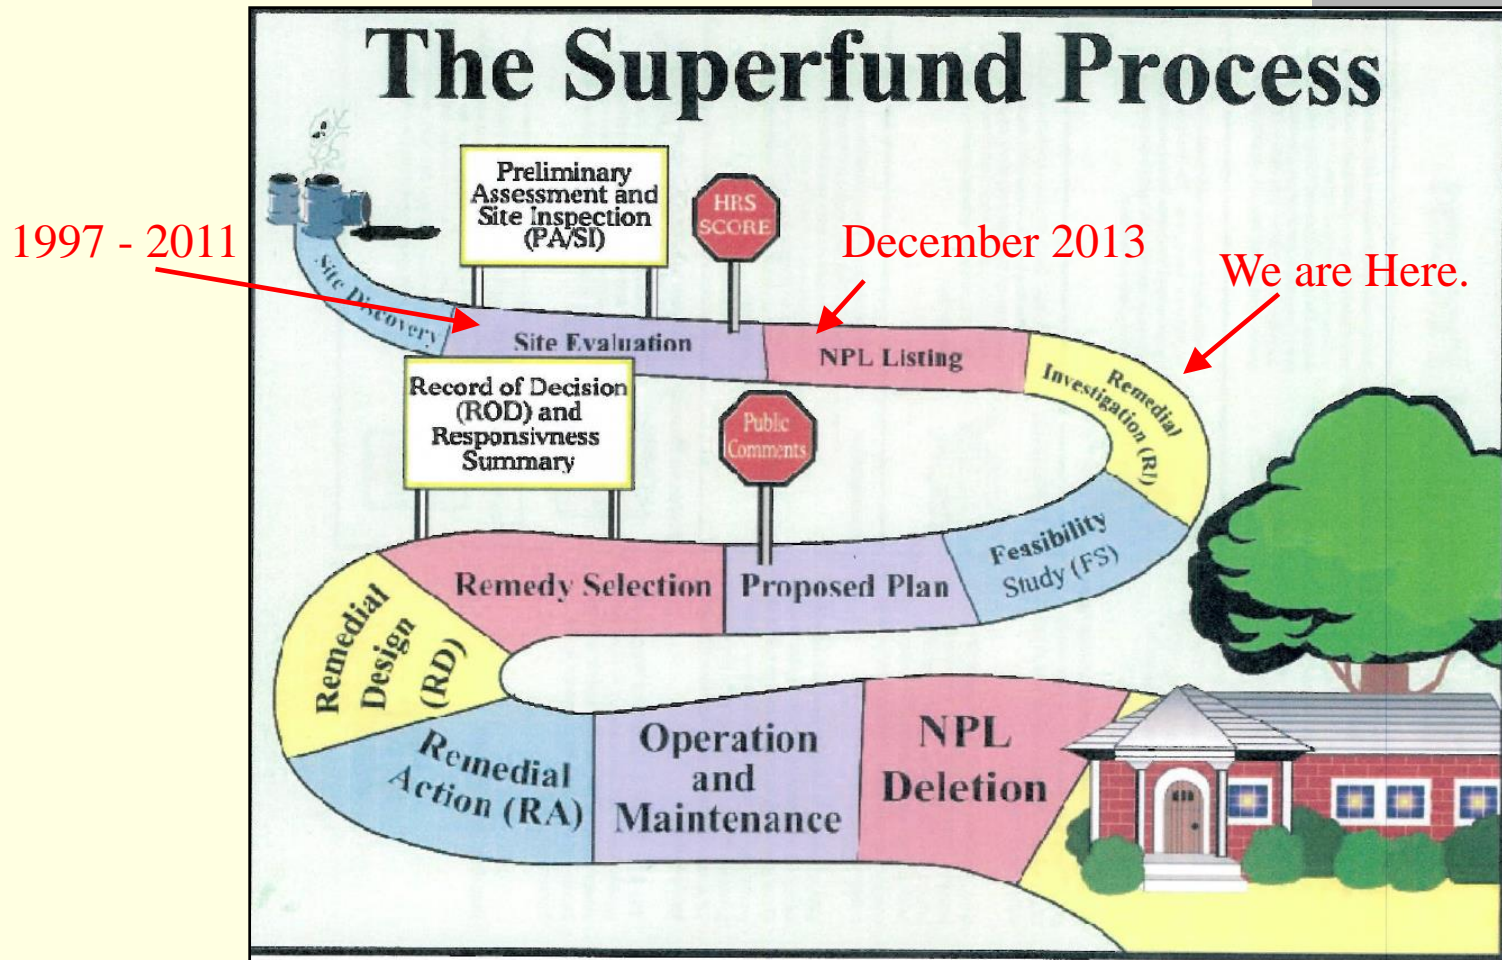 The Superfund Process
Preliminary
Assessment and
Site Inspection
(PA/SI)
HRS
SCORE
1997 - 2011
December 2013
We are Here.
Site Discovery
Site Evaluation
NPL Listing
Remedial
Investigation (RI)
Record of Decision
(ROD) and
Responsivness
Summary
Public
Comments
Feasibility
Study (FS)
Proposed Plan
Remedy Selection
Remedial
Design
(RD)
Remedial
Action (RA)
Operation
and
Maintenance
NPL
Deletion